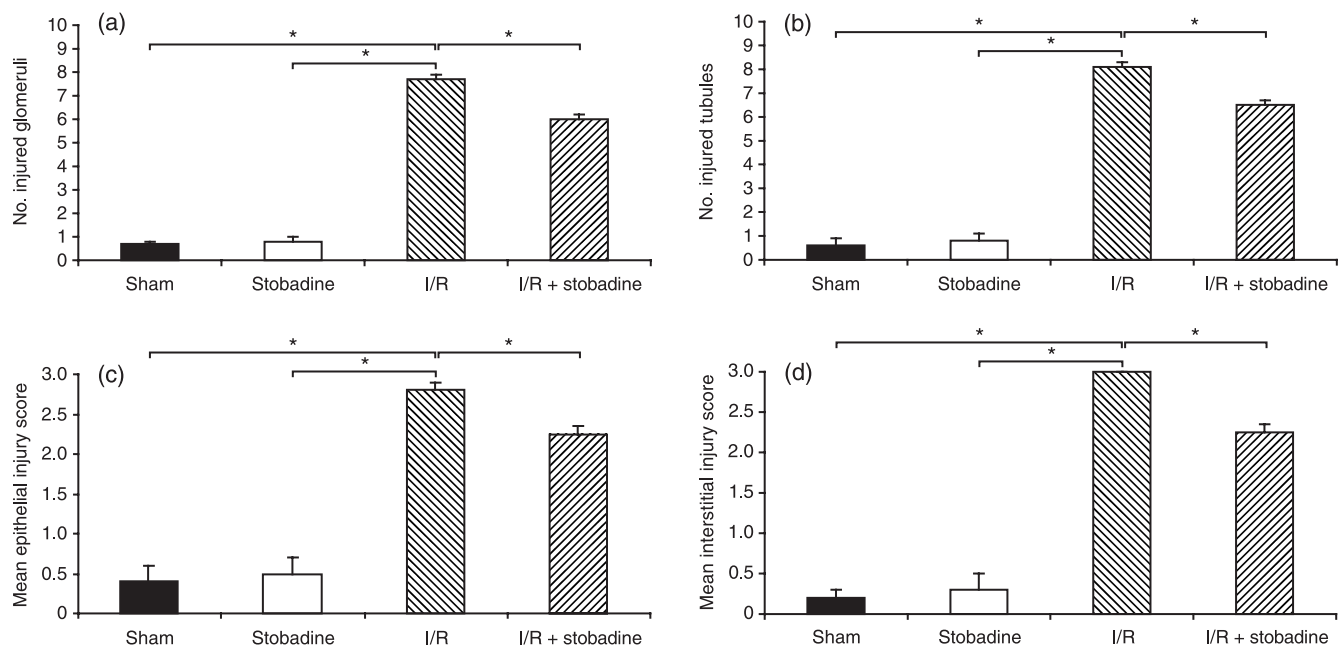 (a)
No. injured glomeruli
10
9
8
7
6
5
4
3
2
1
0
* * *
Sham Stobadine I/R I/R + stobadine
(b)
No. injured tubules
10
9
8
7
6
5
4
3
2
1
0
* * *
Sham Stobadine I/R I/R + stobadine
(c)
Mean epithelial injury score
3.0
2.5
2.0
1.5
1.0
0.5
0
* * *
Sham Stobadine I/R I/R + stobadine
(d)
Mean interstitial injury score
3.0
2.5
2.0
1.5
1.0
0.5
0
* * *
Sham Stobadine I/R I/R + stobadine